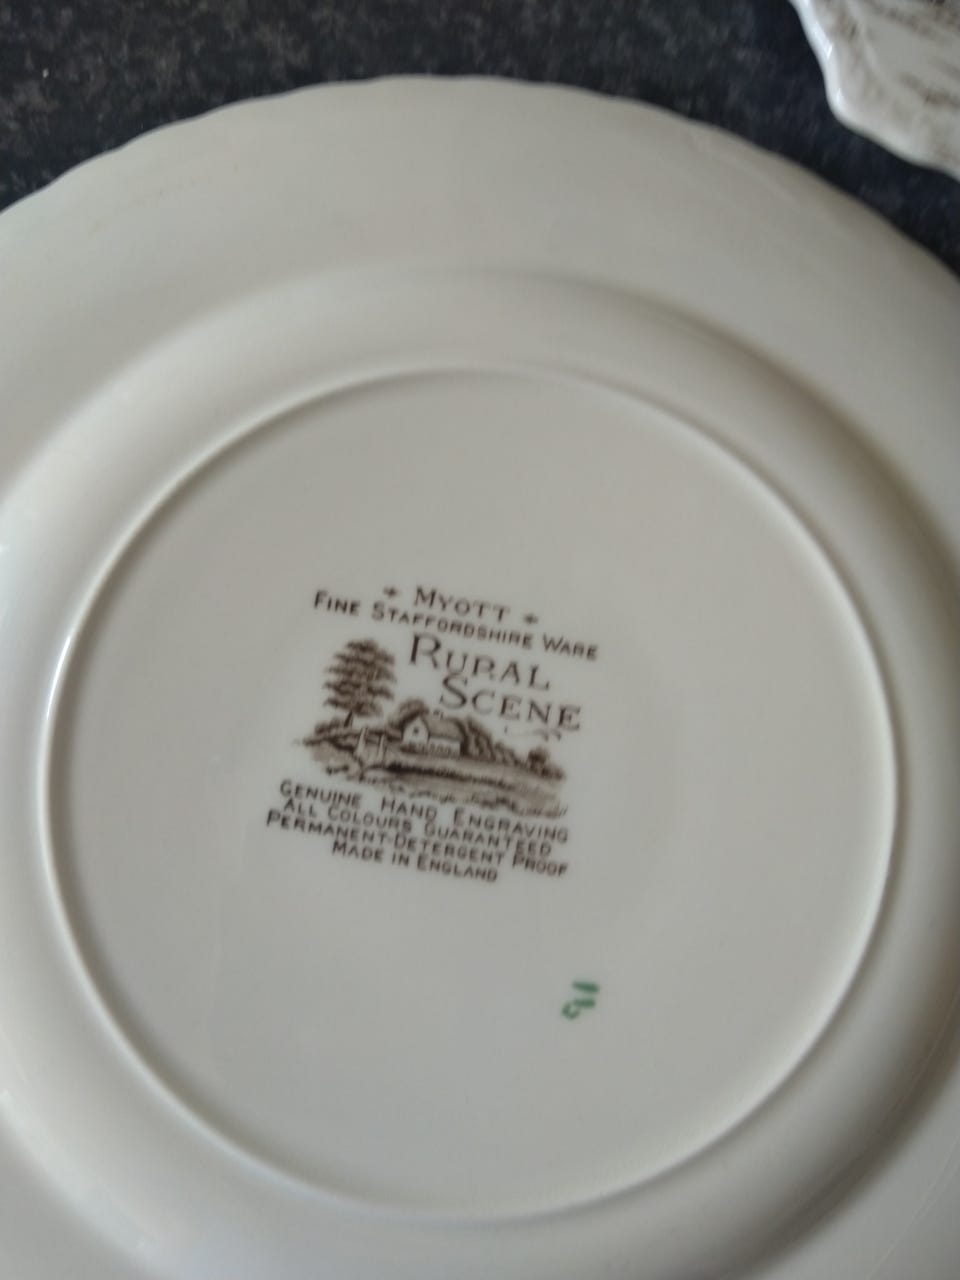 Myott
Fine Staffordshire Ware
Rural
Scene
Genuine Hand Engraving
All Colours Guaranteed
Permanent-Detergent Proof
Made in England